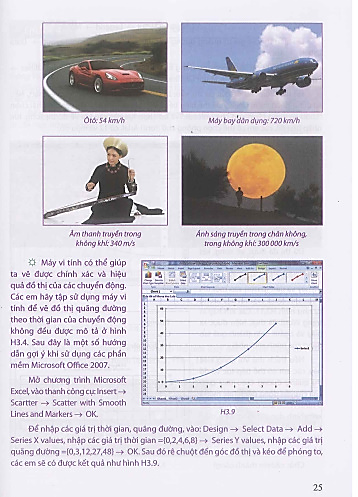 Ôtô: 54 km/h
Máy bay dân dụng: 720 km/h
Âm thanh truyền trong
không khí: 340 m/s
Ánh sáng truyền trong chân không,
trong không khí: 300 000 km/s
Máy vi tính có thể giúp
ta vẽ được chính xác và hiệu
quả đồ thị của các chuyển động.
Các em hãy tập sử dụng máy vi
tính để vẽ đồ thị quãng đường
theo thời gian của chuyển động
không đều được mô tả ở hình
H3.4. Sau đây là một số hướng
dẫn gợi ý khi sử dụng các phần
mềm Microsoft Office 2007.
Mở chương trình Microsoft
Excel, vào thanh công cụ: Insert →
Scartter → Scatter with Smooth
Lines and Markers → OK.
H3.9
Để nhập các giá trị thời gian, quãng đường, vào: Design → Select Data → Add →
Series X values, nhập các giá trị thời gian ={0,2,4,6,8} → Series Y values, nhập các giá trị
quãng đường ={0,3,12,27,48} → OK. Sau đó rê chuột đến góc đồ thị và kéo để phóng to,
các em sẽ có được kết quả như hình H3.9.
25